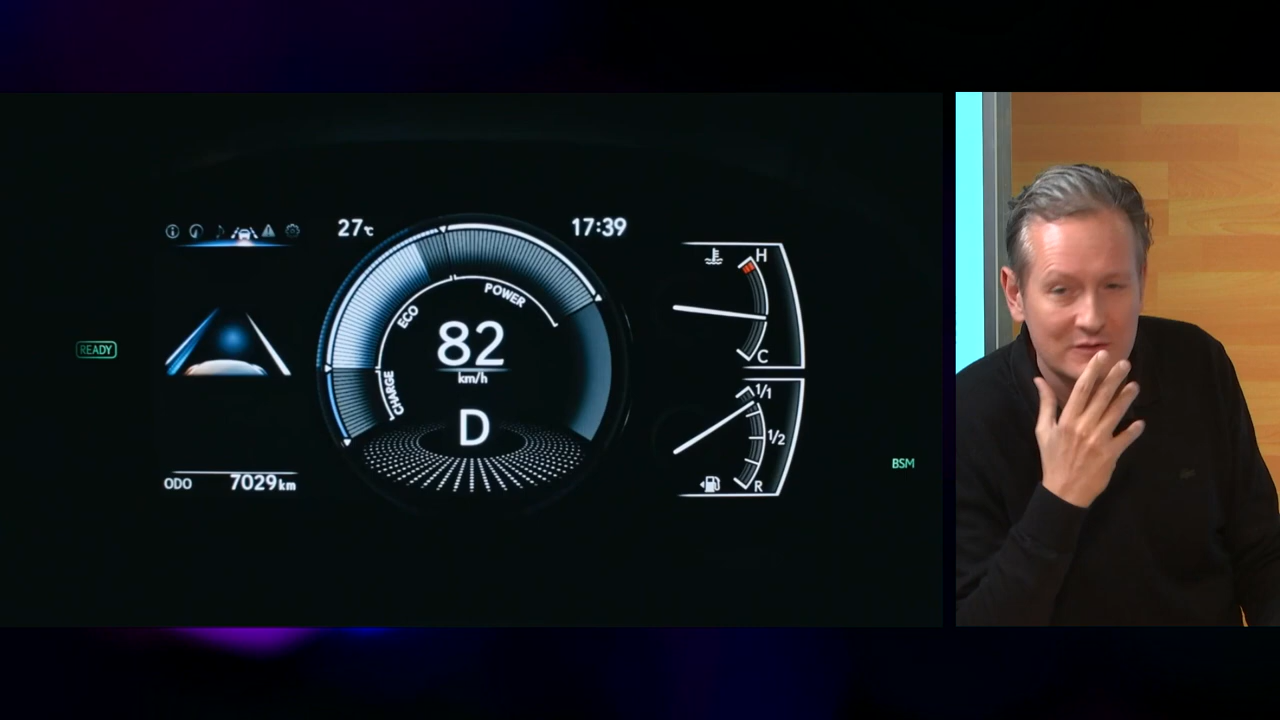 27℃
17:39
H
POWER
ECO
READY
82
km/h
C
CHARGE
1/1
D
1/2
BSM
ODO 7029km
R